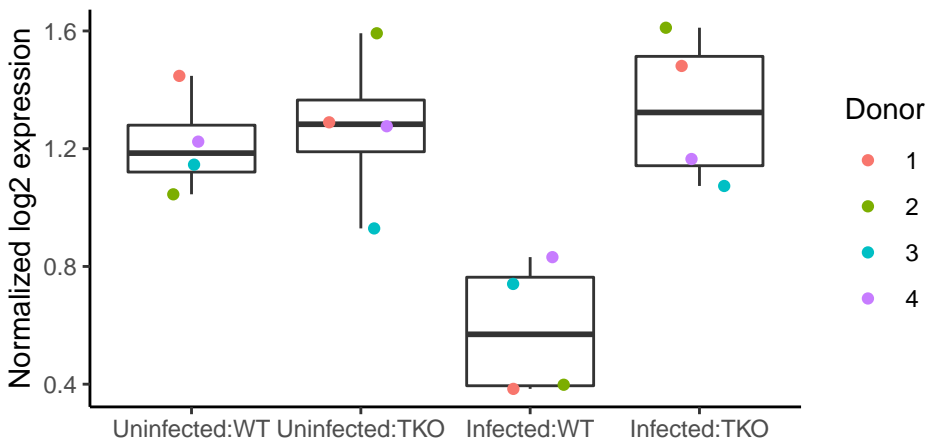 Normalized log2 expression
1.6
1.2
0.8
0.4
Uninfected:WT Uninfected:TKO Infected:WT Infected:TKO
Donor
1
2
3
4